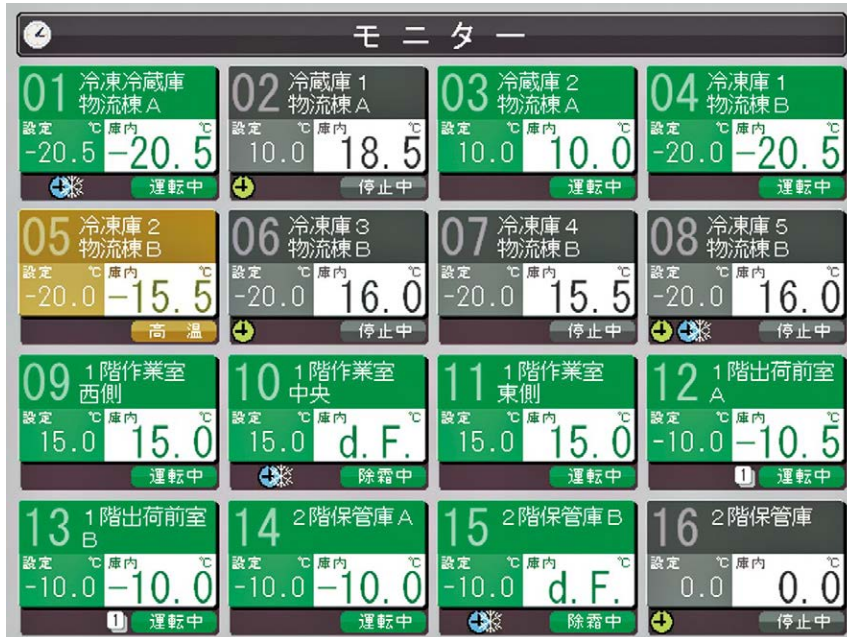 モニター
01 冷凍冷蔵庫
物流棟A
設定 ℃ 庫内 ℃
-20.5 -20.5
運転中
02 冷蔵庫1
物流棟A
設定 ℃ 庫内 ℃
10.0 18.5
停止中
03 冷蔵庫2
物流棟A
設定 ℃ 庫内 ℃
10.0 10.0
運転中
04 冷凍庫1
物流棟B
設定 ℃ 庫内 ℃
-20.0 -20.5
運転中
05 冷凍庫2
物流棟B
設定 ℃ 庫内 ℃
-20.0 -15.5
高 温
06 冷凍庫3
物流棟B
設定 ℃ 庫内 ℃
-20.0 16.0
停止中
07 冷凍庫4
物流棟B
設定 ℃ 庫内 ℃
-20.0 15.5
停止中
08 冷凍庫5
物流棟B
設定 ℃ 庫内 ℃
-20.0 16.0
停止中
09 1階作業室
西側
設定 ℃ 庫内 ℃
15.0 15.0
運転中
10 1階作業室
中央
設定 ℃ 庫内 ℃
15.0 d.F.
除霜中
11 1階作業室
東側
設定 ℃ 庫内 ℃
15.0 15.0
運転中
12 1階出荷前室
A
設定 ℃ 庫内 ℃
-10.0 -10.5
1 運転中
13 1階出荷前室
B
設定 ℃ 庫内 ℃
-10.0 -10.0
1 運転中
14 2階保管庫A
設定 ℃ 庫内 ℃
-10.0 -10.0
運転中
15 2階保管庫B
設定 ℃ 庫内 ℃
-10.0 d.F.
除霜中
16 2階保管庫
設定 ℃ 庫内 ℃
0.0 0.0
停止中